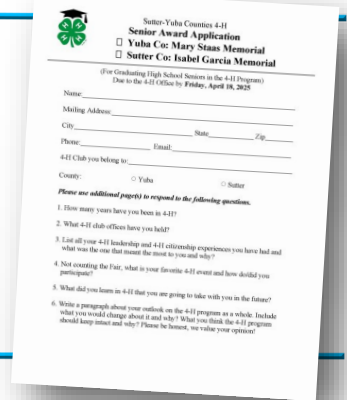 Sutter-Yuba Counties 4-H
Senior Award Application
☐ Yuba Co: Mary Staas Memorial
☐ Sutter Co: Isabel Garcia Memorial
(For Graduating High School Seniors in the 4-H Program)
Due to the 4-H Office by Friday, April 18, 2025
Name:
Mailing Address:
City State Zip
Phone: Email:
4-H Club you belong to:
County: ○ Yuba ○ Sutter
Please use additional page(s) to respond to the following questions.
1. How many years have you been in 4-H?
2. What 4-H club offices have you held?
3. List all your 4-H leadership and 4-H citizenship experiences you have had and
what was the one that meant the most to you and why?
4. Not counting the Fair, what is your favorite 4-H event and how do/did you
participate?
5. What did you learn in 4-H that you are going to take with you in the future?
6. Write a paragraph about your outlook on the 4-H program as a whole. Include
what you would change about it and why? What you think the 4-H program
should keep intact and why? Please be honest, we value your opinion!